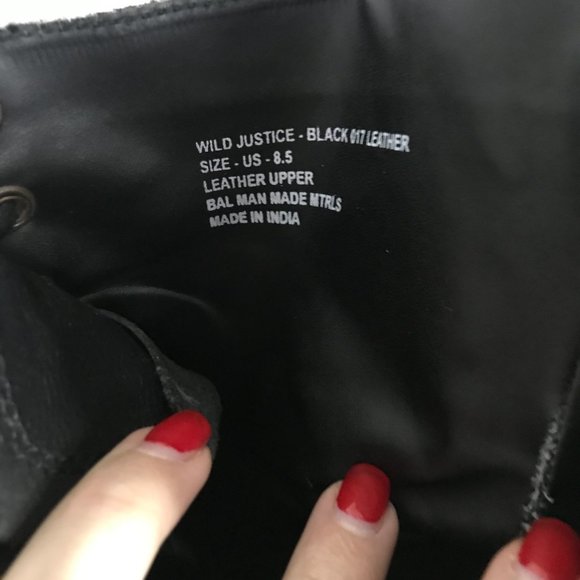 WILD JUSTICE - BLACK 017 LEATHER
SIZE - US - 8.5
LEATHER UPPER
BAL MAN MADE MTRLS
MADE IN INDIA